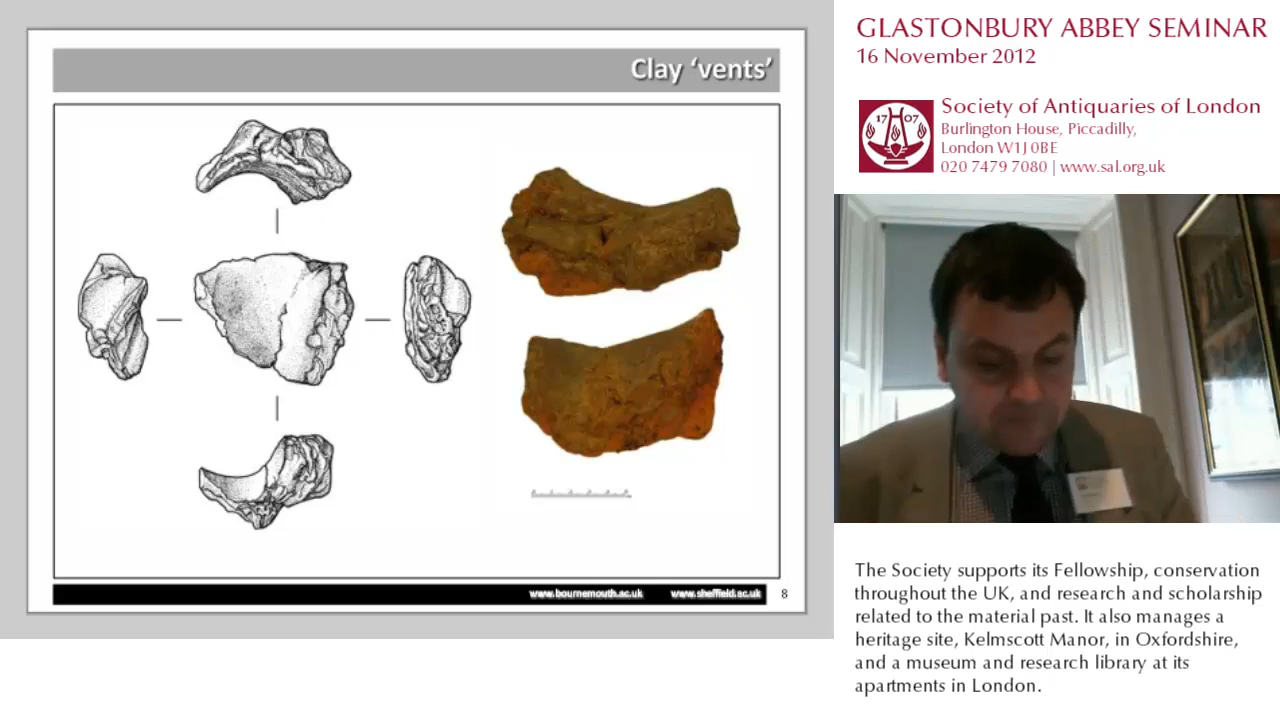 Clay ‘vents’
www.bournemouth.ac.uk www.sheffield.ac.uk 8
GLASTONBURY ABBEY SEMINAR
16 November 2012
17 07
Society of Antiquaries of London
Burlington House, Piccadilly,
London W1J 0BE
020 7479 7080 | www.sal.org.uk
The Society supports its Fellowship, conservation
throughout the UK, and research and scholarship
related to the material past. It also manages a
heritage site, Kelmscott Manor, in Oxfordshire,
and a museum and research library at its
apartments in London.